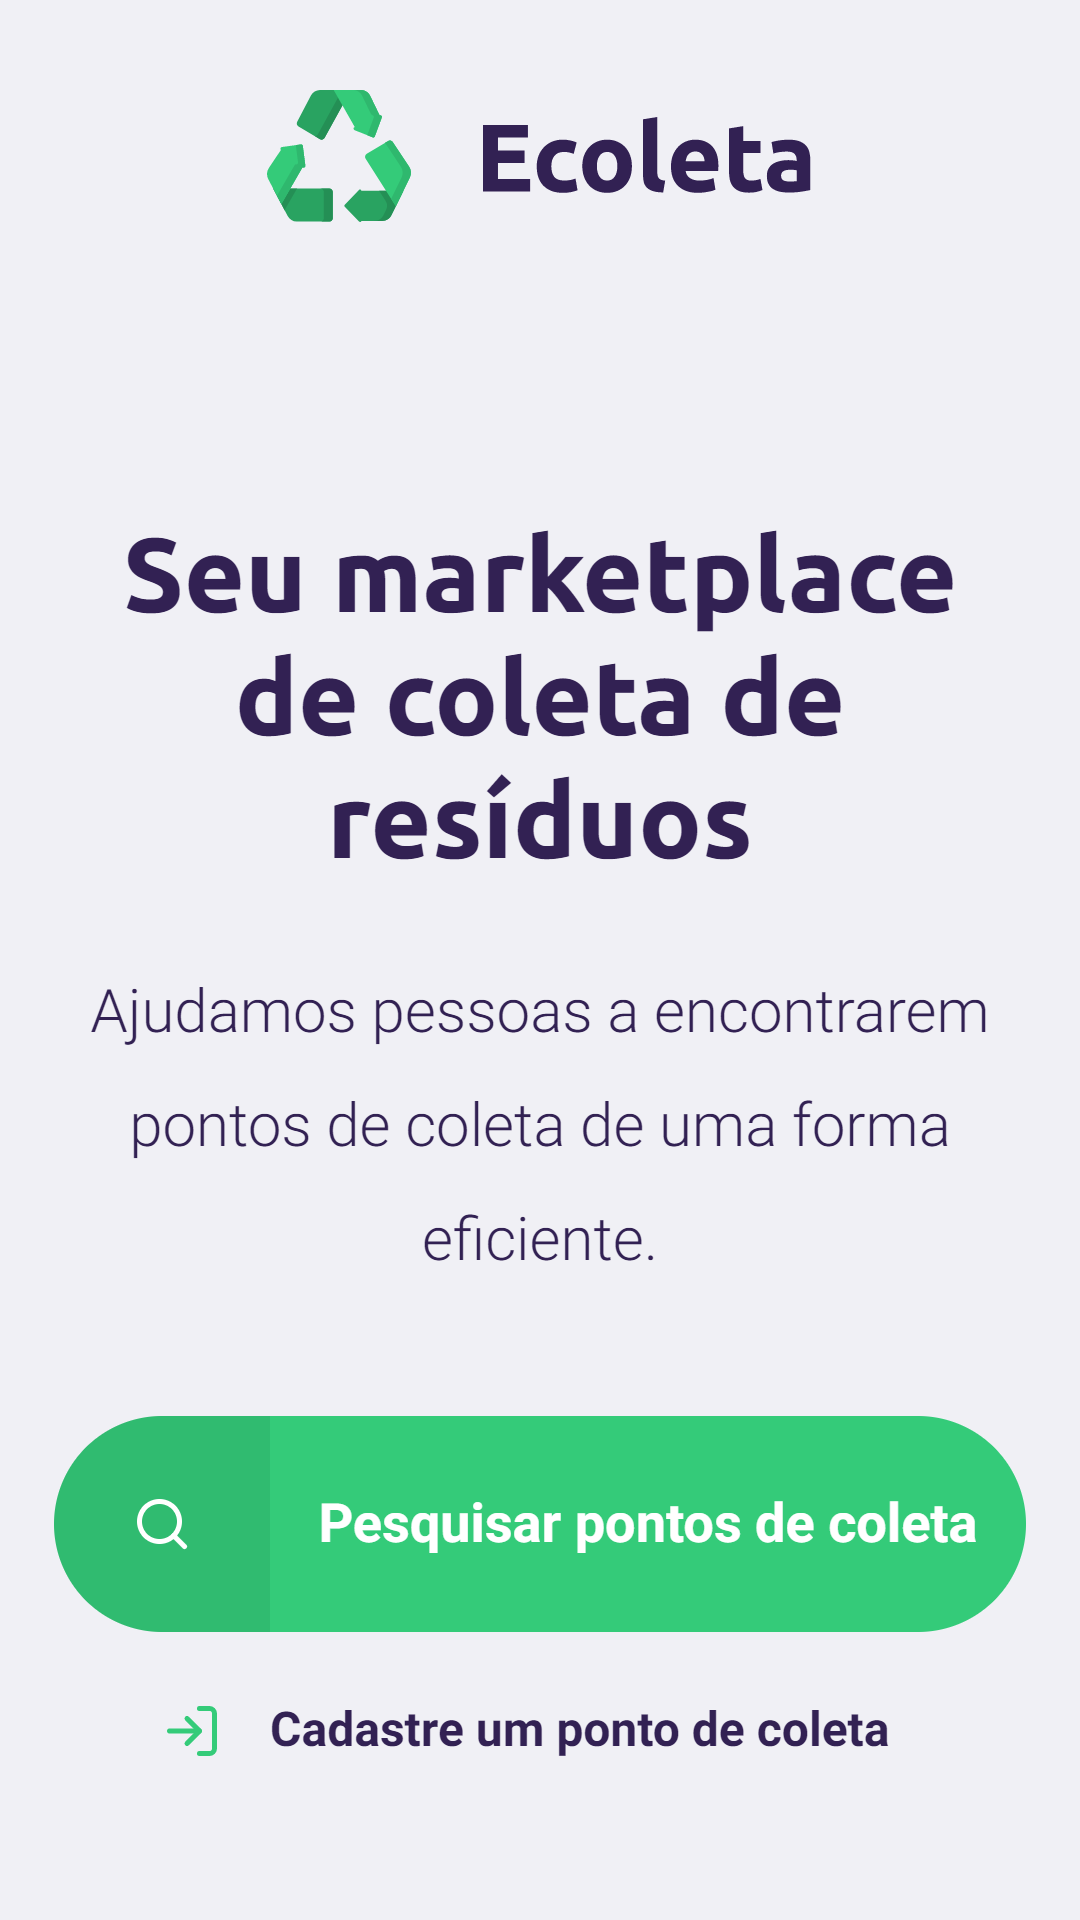 Ecoleta
Seu marketplace
de coleta de
resíduos
Ajudamos pessoas a encontrarem
pontos de coleta de uma forma
eficiente.
Pesquisar pontos de coleta
Cadastre um ponto de coleta